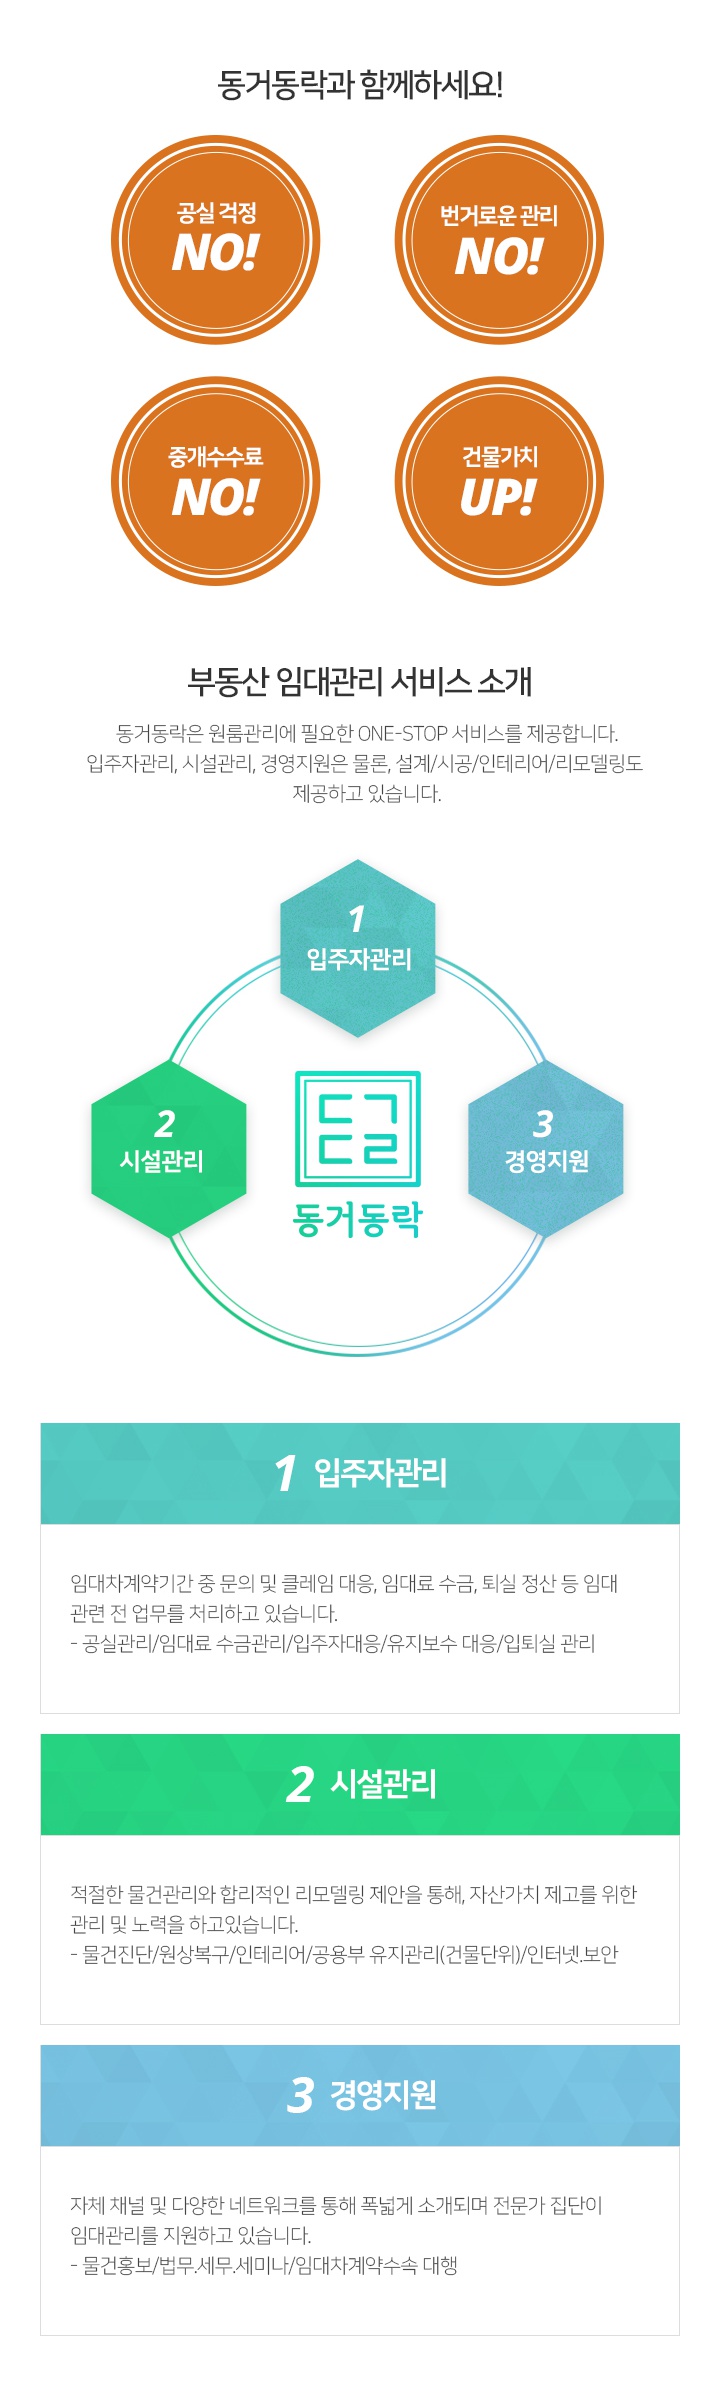 동거동락과 함께하세요!
공실 걱정
NO!
번거로운 관리
NO!
중개수수료
NO!
건물가치
UP!
부동산 임대관리 서비스 소개
동거동락은 원룸관리에 필요한 ONE-STOP 서비스를 제공합니다.
입주자관리, 시설관리, 경영지원은 물론, 설계/시공/인테리어/리모델링도
제공하고 있습니다.
1
입주자관리
2
시설관리
3
경영지원
ㄷㄱㄷㄹ
동거동락
1 입주자관리
임대차계약기간 중 문의 및 클레임 대응, 임대료 수금, 퇴실 정산 등 임대
관련 전 업무를 처리하고 있습니다.
- 공실관리/임대료 수금관리/입주자대응/유지보수 대응/입퇴실 관리
2 시설관리
적절한 물건관리와 합리적인 리모델링 제안을 통해, 자산가치 제고를 위한
관리 및 노력을 하고있습니다.
- 물건진단/원상복구/인테리어/공용부 유지관리(건물단위)/인터넷.보안
3 경영지원
자체 채널 및 다양한 네트워크를 통해 폭넓게 소개되며 전문가 집단이
임대관리를 지원하고 있습니다.
- 물건홍보/법무.세무.세미나/임대차계약수속 대행